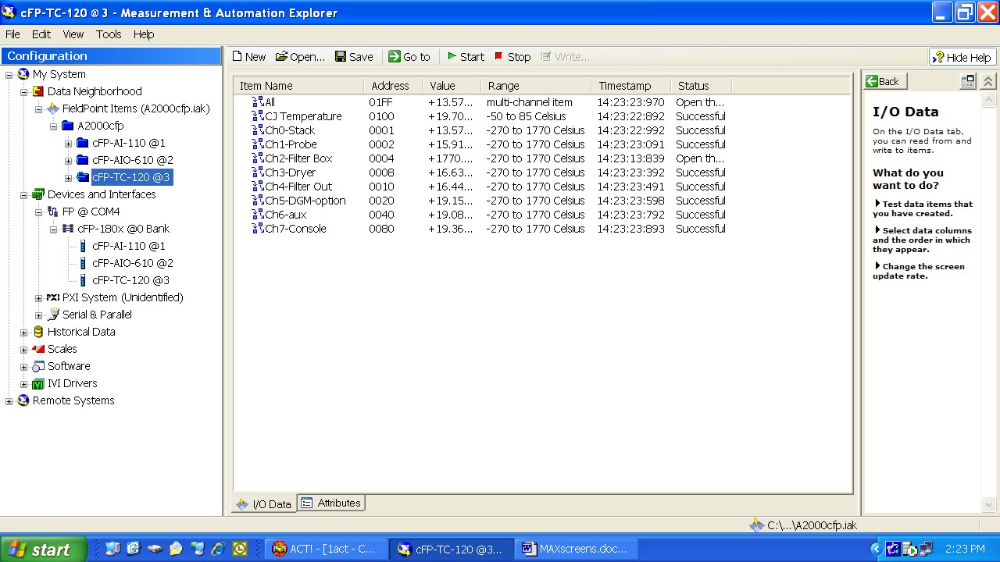 cFP-TC-120 @ 3 - Measurement & Automation Explorer
File Edit View Tools Help
Configuration
New Open... Save Go to Start Stop Write... Hide Help
My System
Data Neighborhood
FieldPoint Items (A2000cfp.iak)
A2000cfp
cFP-AI-110 @1
cFP-AIO-610 @2
cFP-TC-120 @3
Devices and Interfaces
FP @ COM4
cFP-180x @0 Bank
cFP-AI-110 @1
cFP-AIO-610 @2
cFP-TC-120 @3
PXI PXI System (Unidentified)
Serial & Parallel
Historical Data
Scales
Software
IVI Drivers
Remote Systems
Item Name Address Value Range Timestamp Status
All 01FF +13.57... multi-channel item 14:23:23:970 Open th...
CJ Temperature 0100 +19.70... -50 to 85 Celsius 14:23:22:892 Successful
Ch0-Stack 0001 +13.57... -270 to 1770 Celsius 14:23:22:992 Successful
Ch1-Probe 0002 +15.91... -270 to 1770 Celsius 14:23:23:091 Successful
Ch2-Filter Box 0004 +1770.... -270 to 1770 Celsius 14:23:23:839 Open th...
Ch3-Dryer 0008 +16.63... -270 to 1770 Celsius 14:23:23:393 Successful
Ch4-Filter Out 0010 +16.44... -270 to 1770 Celsius 14:23:23:491 Successful
Ch5-DGM-option 0020 +19.15... -270 to 1770 Celsius 14:23:23:598 Successful
Ch6-aux 0040 +19.08... -270 to 1770 Celsius 14:23:23:792 Successful
Ch7-Console 0080 +19.36... -270 to 1770 Celsius 14:23:23:893 Successful
I/O Data Attributes
Back
I/O Data
On the I/O Data tab,
you can read from and
write to items.
What do you
want to do?
Test data items that
you have created.
Select data columns
and the order in which
they appear.
Change the screen
update rate.
C:\...\A2000cfp.iak
start ACT! - [1act - C... cFP-TC-120 @3... MAXscreens.doc... 2:23 PM